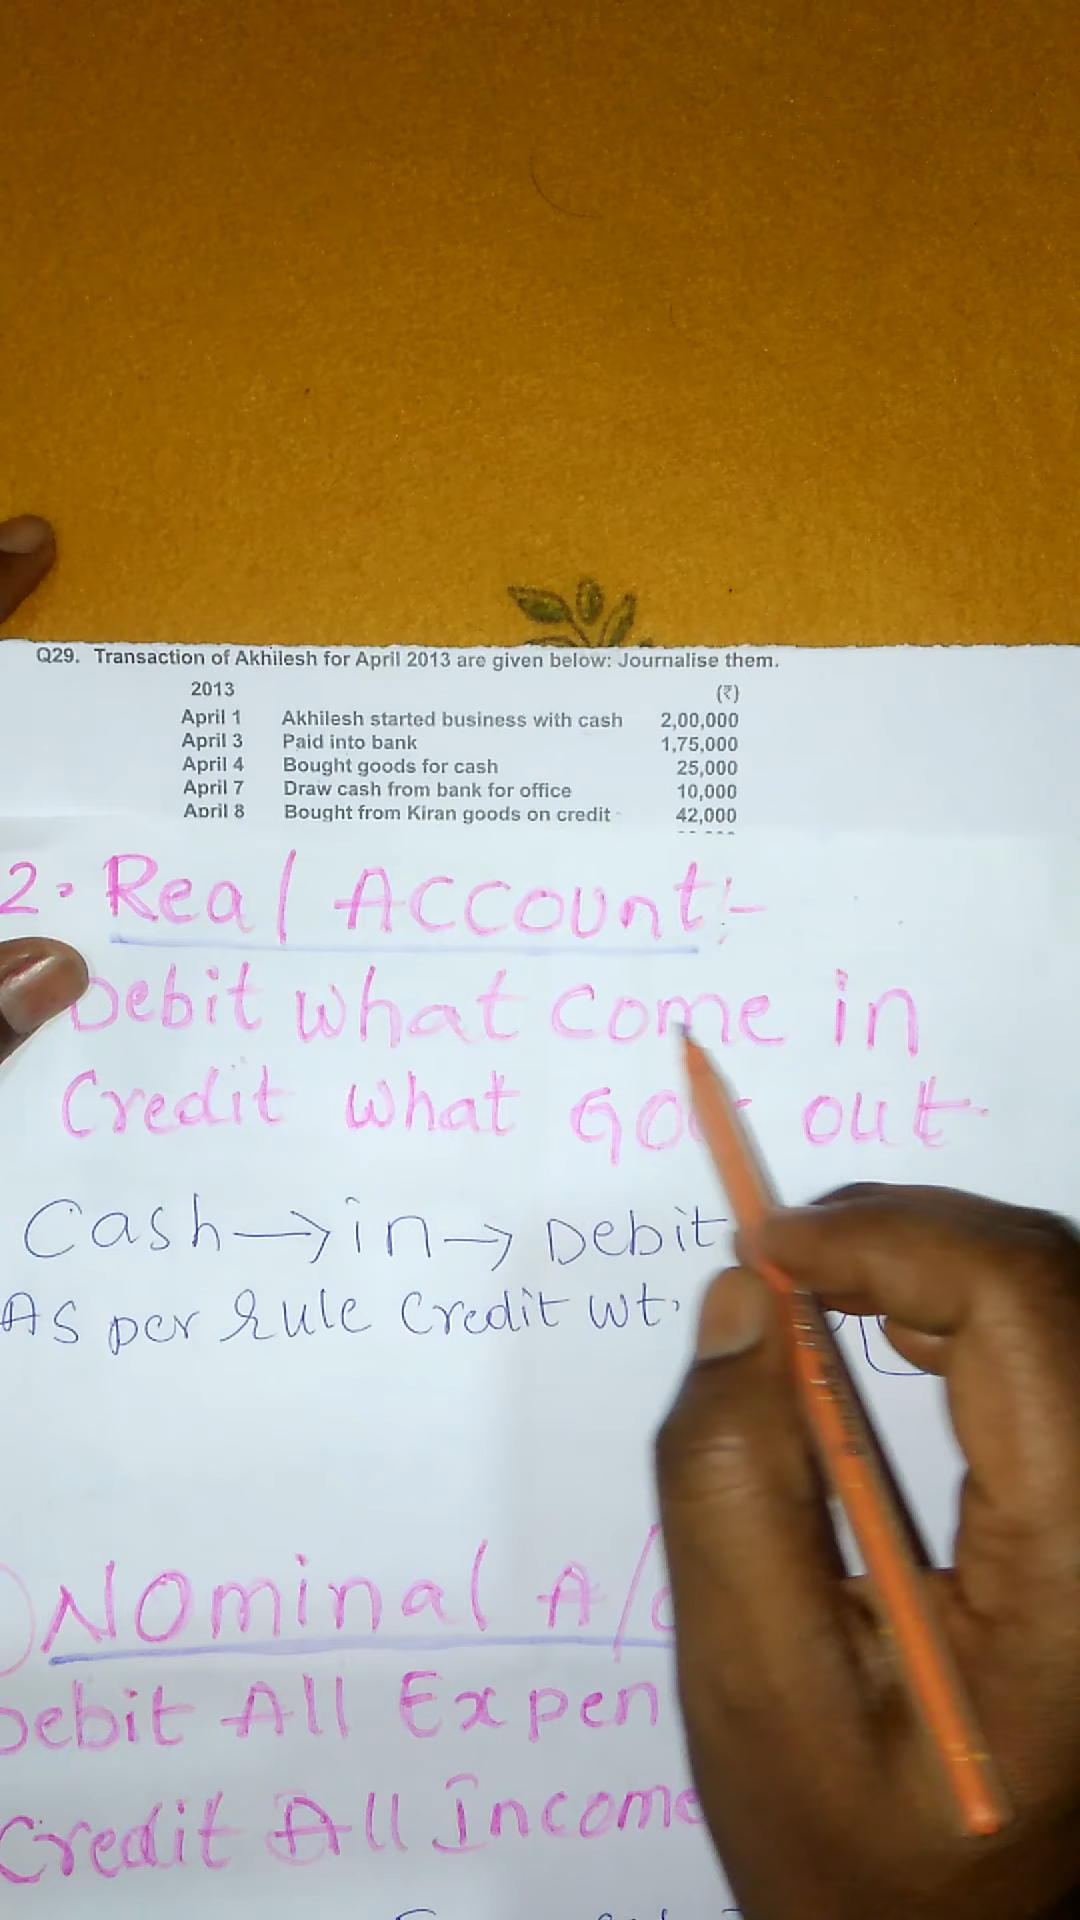 Q29. Transaction of Akhilesh for April 2013 are given below: Journalise them.
2013 (₹)
April 1 Akhilesh started business with cash 2,00,000
April 3 Paid into bank 1,75,000
April 4 Bought goods for cash 25,000
April 7 Draw cash from bank for office 10,000
April 8 Bought from Kiran goods on credit 42,000
2. Real Account:-
Debit what come in
Credit what out
Cash → in → Debit
As per rule Credit wt.
Nominal A/c
Debit All Expen
Credit All Income